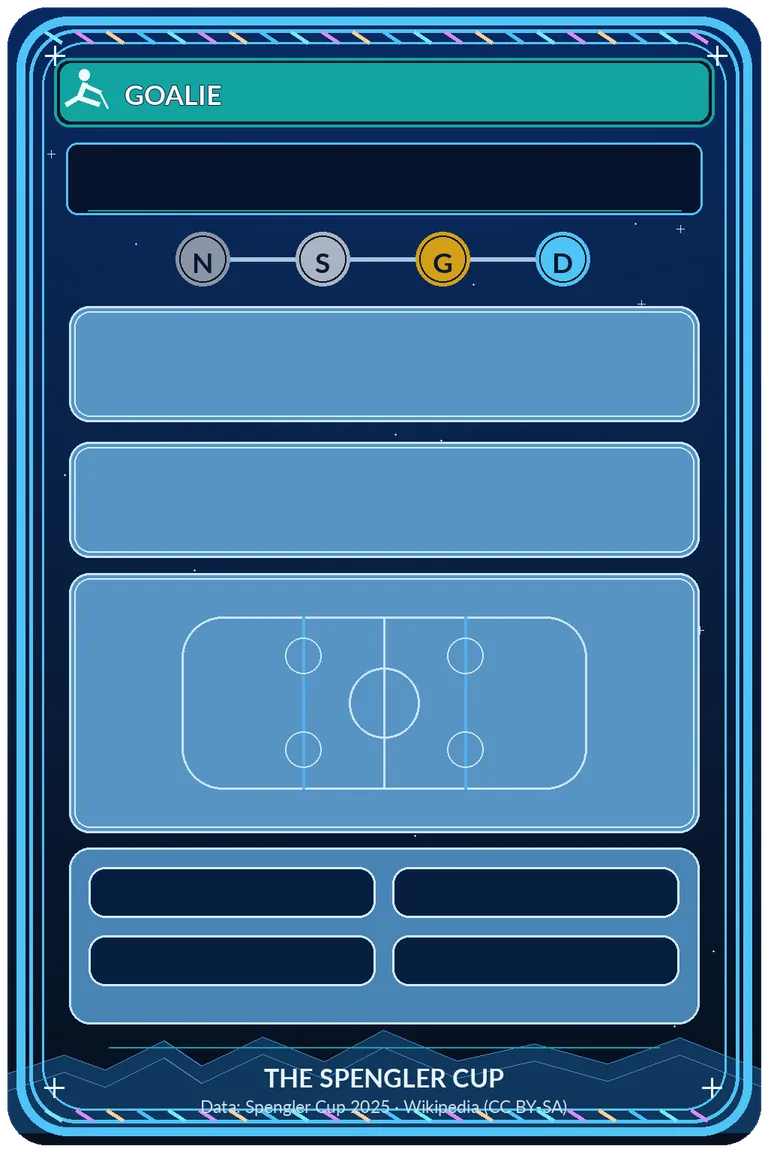 GOALIE
N S G D
THE SPENGLER CUP
Data: Spengler Cup 2025 · Wikipedia (CC BY-SA)